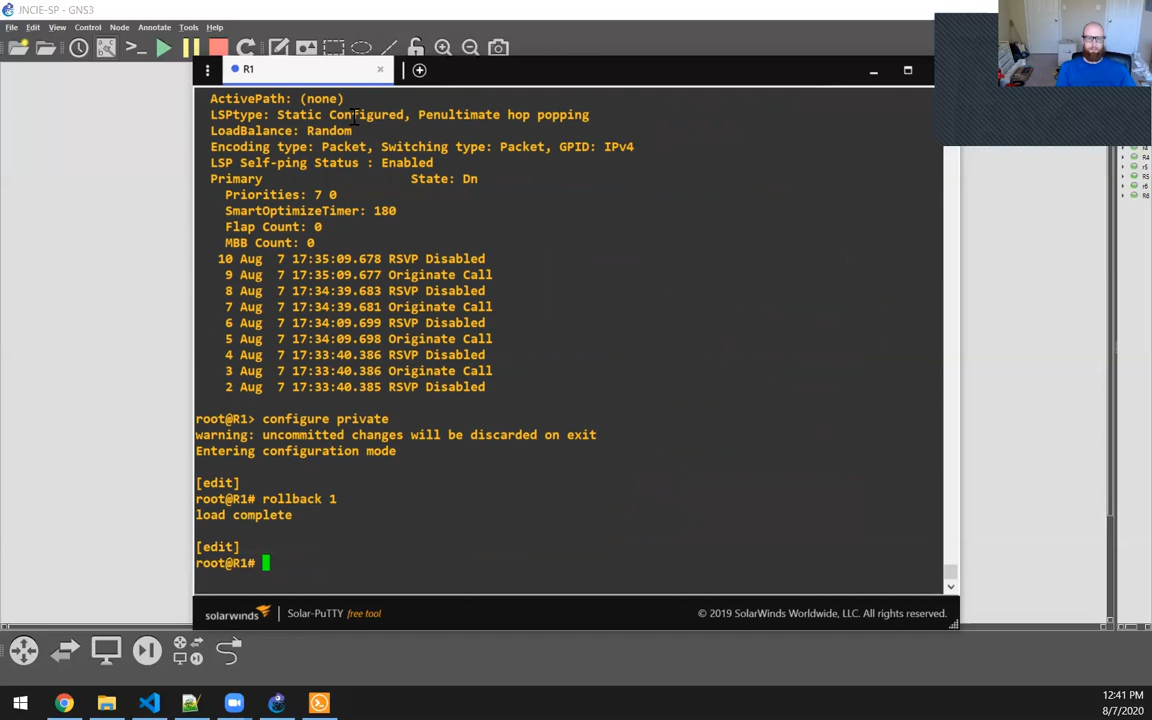 JNCIE-SP - GNS3
File Edit View Control Node Annotate Tools Help
R1
ActivePath: (none)
LSPtype: Static Configured, Penultimate hop popping
LoadBalance: Random
Encoding type: Packet, Switching type: Packet, GPID: IPv4
LSP Self-ping Status : Enabled
Primary State: Dn
Priorities: 7 0
SmartOptimizeTimer: 180
Flap Count: 0
MBB Count: 0
10 Aug 7 17:35:09.678 RSVP Disabled
9 Aug 7 17:35:09.677 Originate Call
8 Aug 7 17:34:39.683 RSVP Disabled
7 Aug 7 17:34:39.681 Originate Call
6 Aug 7 17:34:09.699 RSVP Disabled
5 Aug 7 17:34:09.698 Originate Call
4 Aug 7 17:33:40.386 RSVP Disabled
3 Aug 7 17:33:40.386 Originate Call
2 Aug 7 17:33:40.385 RSVP Disabled
root@R1> configure private
warning: uncommitted changes will be discarded on exit
Entering configuration mode
[edit]
root@R1# rollback 1
load complete
[edit]
root@R1#
r4
R4
r5
R5
r6
R6
solarwinds Solar-PuTTY free tool © 2019 SolarWinds Worldwide, LLC. All rights reserved.
12:41 PM
8/7/2020